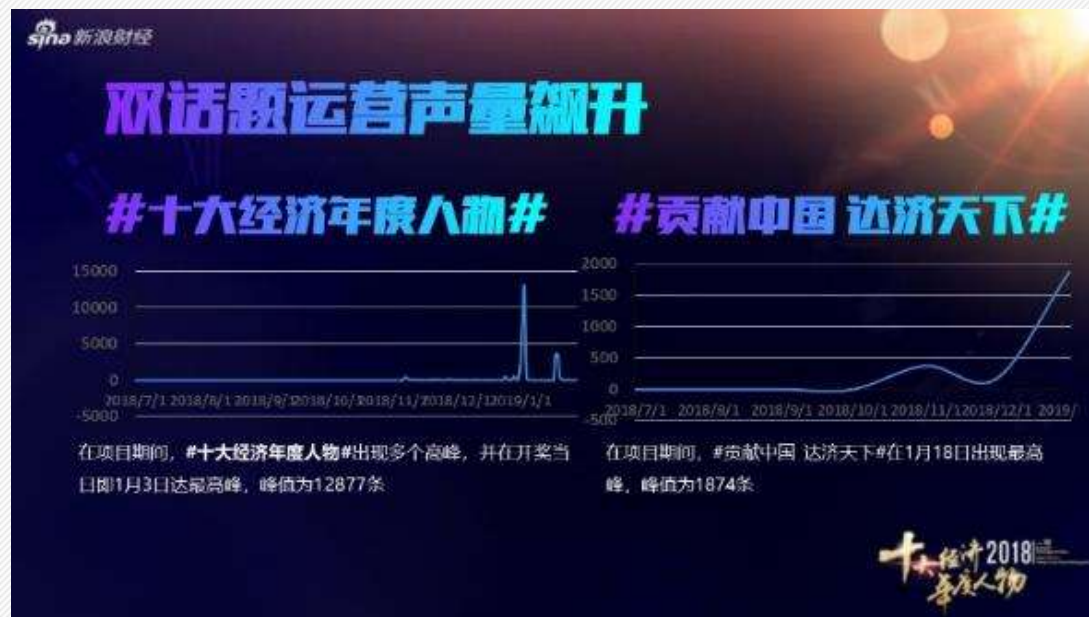 sina 新浪财经
双话题运营声量飙升
#十大经济年度人物#
#贡献中国 达济天下#
15000
10000
5000
0
-5000
2018/7/1 2018/8/1 2018/9/1 2018/10/1 2018/11/1 2018/12/1 2019/1/1
2000
1500
1000
500
0
-500
2018/7/1 2018/8/1 2018/9/1 2018/10/1 2018/11/1 2018/12/1 2019/
在项目期间，#十大经济年度人物#出现多个高峰，并在开奖当
日即1月3日达最高峰，峰值为12877条
在项目期间，#贡献中国 达济天下#在1月18日出现最高
峰，峰值为1874条
十大经济年度人物 2018